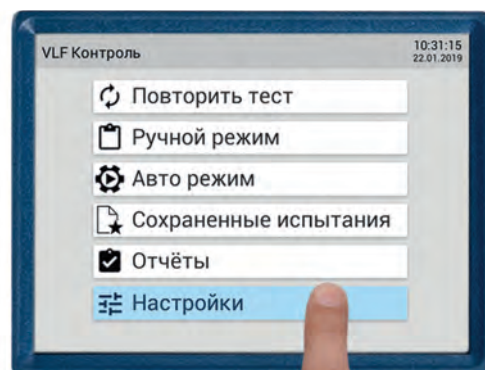 VLF Контроль
10:31:15
22.01.2019
Повторить тест
Ручной режим
Авто режим
Сохраненные испытания
Отчёты
Настройки